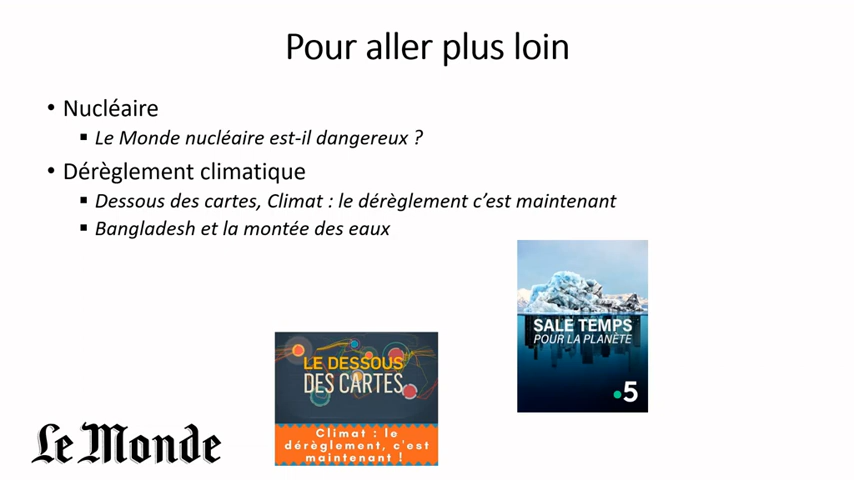 Pour aller plus loin
• Nucléaire
▪ Le Monde nucléaire est-il dangereux ?
• Dérèglement climatique
▪ Dessous des cartes, Climat : le dérèglement c’est maintenant
▪ Bangladesh et la montée des eaux
SALE TEMPS
POUR LA PLANÈTE
5
LE DESSOUS
DES CARTES
Climat : le
dérèglement, c'est
maintenant !
Le Monde